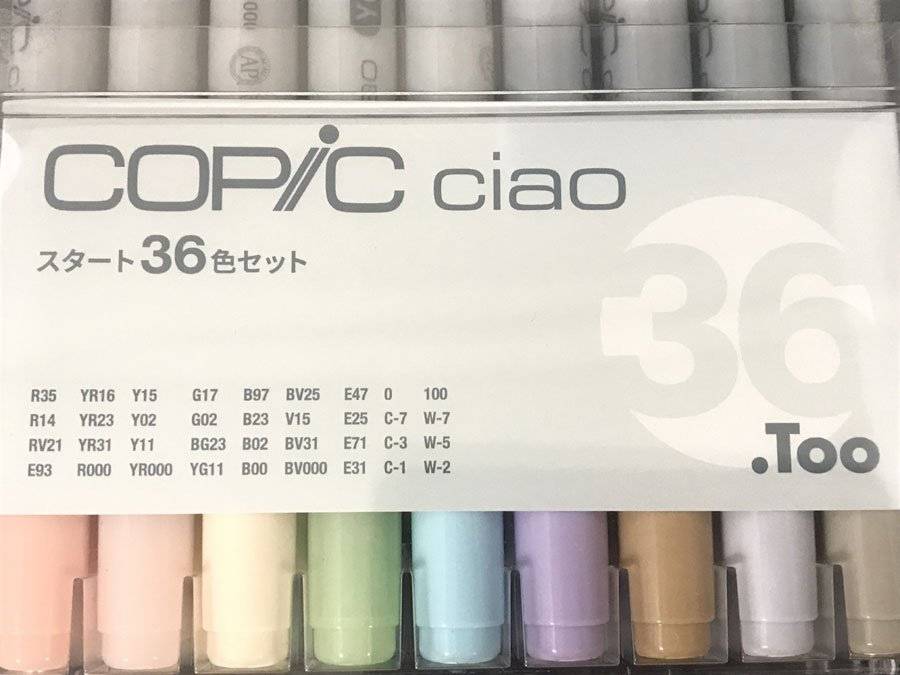 COPiC ciao
スタート36色セット
36
R35 YR16 Y15 G17 B97 BV25 E47 0 100
R14 YR23 Y02 G02 B23 V15 E25 C-7 W-7
RV21 YR31 Y11 BG23 B02 BV31 E71 C-3 W-5
E93 R000 YR000 YG11 B00 BV000 E31 C-1 W-2
.Too